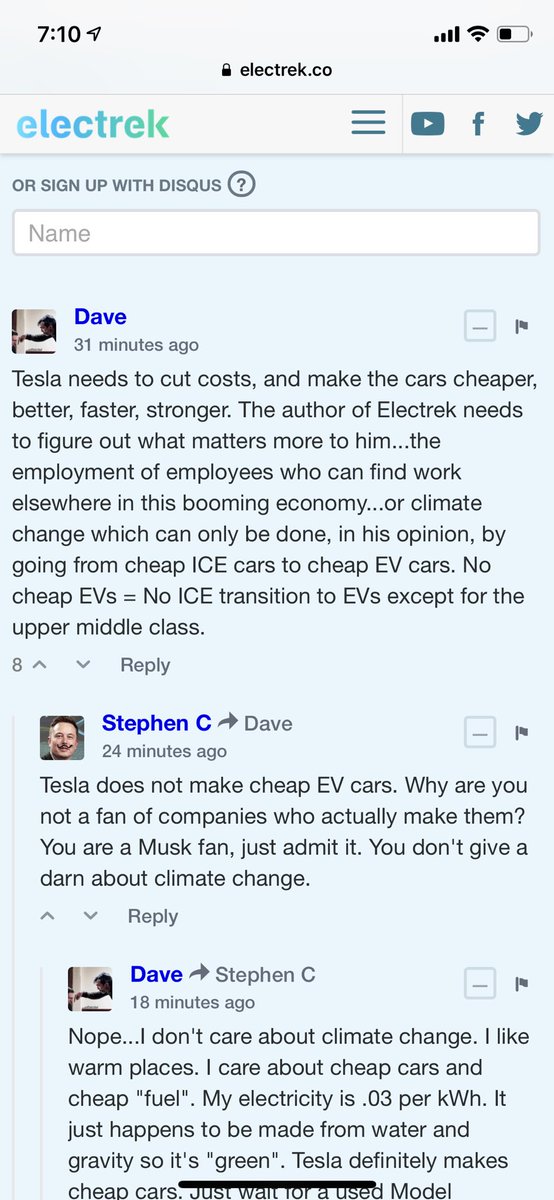 7:10
electrek.co
electrek
OR SIGN UP WITH DISQUS ?
Name
Dave
31 minutes ago
Tesla needs to cut costs, and make the cars cheaper,
better, faster, stronger. The author of Electrek needs
to figure out what matters more to him...the
employment of employees who can find work
elsewhere in this booming economy...or climate
change which can only be done, in his opinion, by
going from cheap ICE cars to cheap EV cars. No
cheap EVs = No ICE transition to EVs except for the
upper middle class.
8 Reply
Stephen C Dave
24 minutes ago
Tesla does not make cheap EV cars. Why are you
not a fan of companies who actually make them?
You are a Musk fan, just admit it. You don't give a
darn about climate change.
Reply
Dave Stephen C
18 minutes ago
Nope...I don't care about climate change. I like
warm places. I care about cheap cars and
cheap "fuel". My electricity is .03 per kWh. It
just happens to be made from water and
gravity so it's "green". Tesla definitely makes
cheap cars. Just wait for a used Model